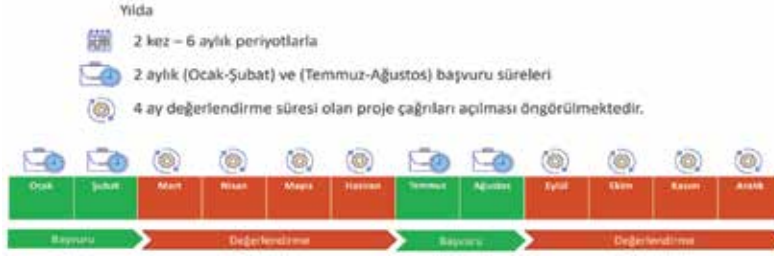 Yılda
2 kez – 6 aylık periyotlarla
2 aylık (Ocak-Şubat) ve (Temmuz-Ağustos) başvuru süreleri
4 ay değerlendirme süresi olan proje çağrıları açılması öngörülmektedir.
Ocak Şubat Mart Nisan Mayıs Haziran Temmuz Ağustos Eylül Ekim Kasım Aralık
Başvuru Değerlendirme Başvuru Değerlendirme